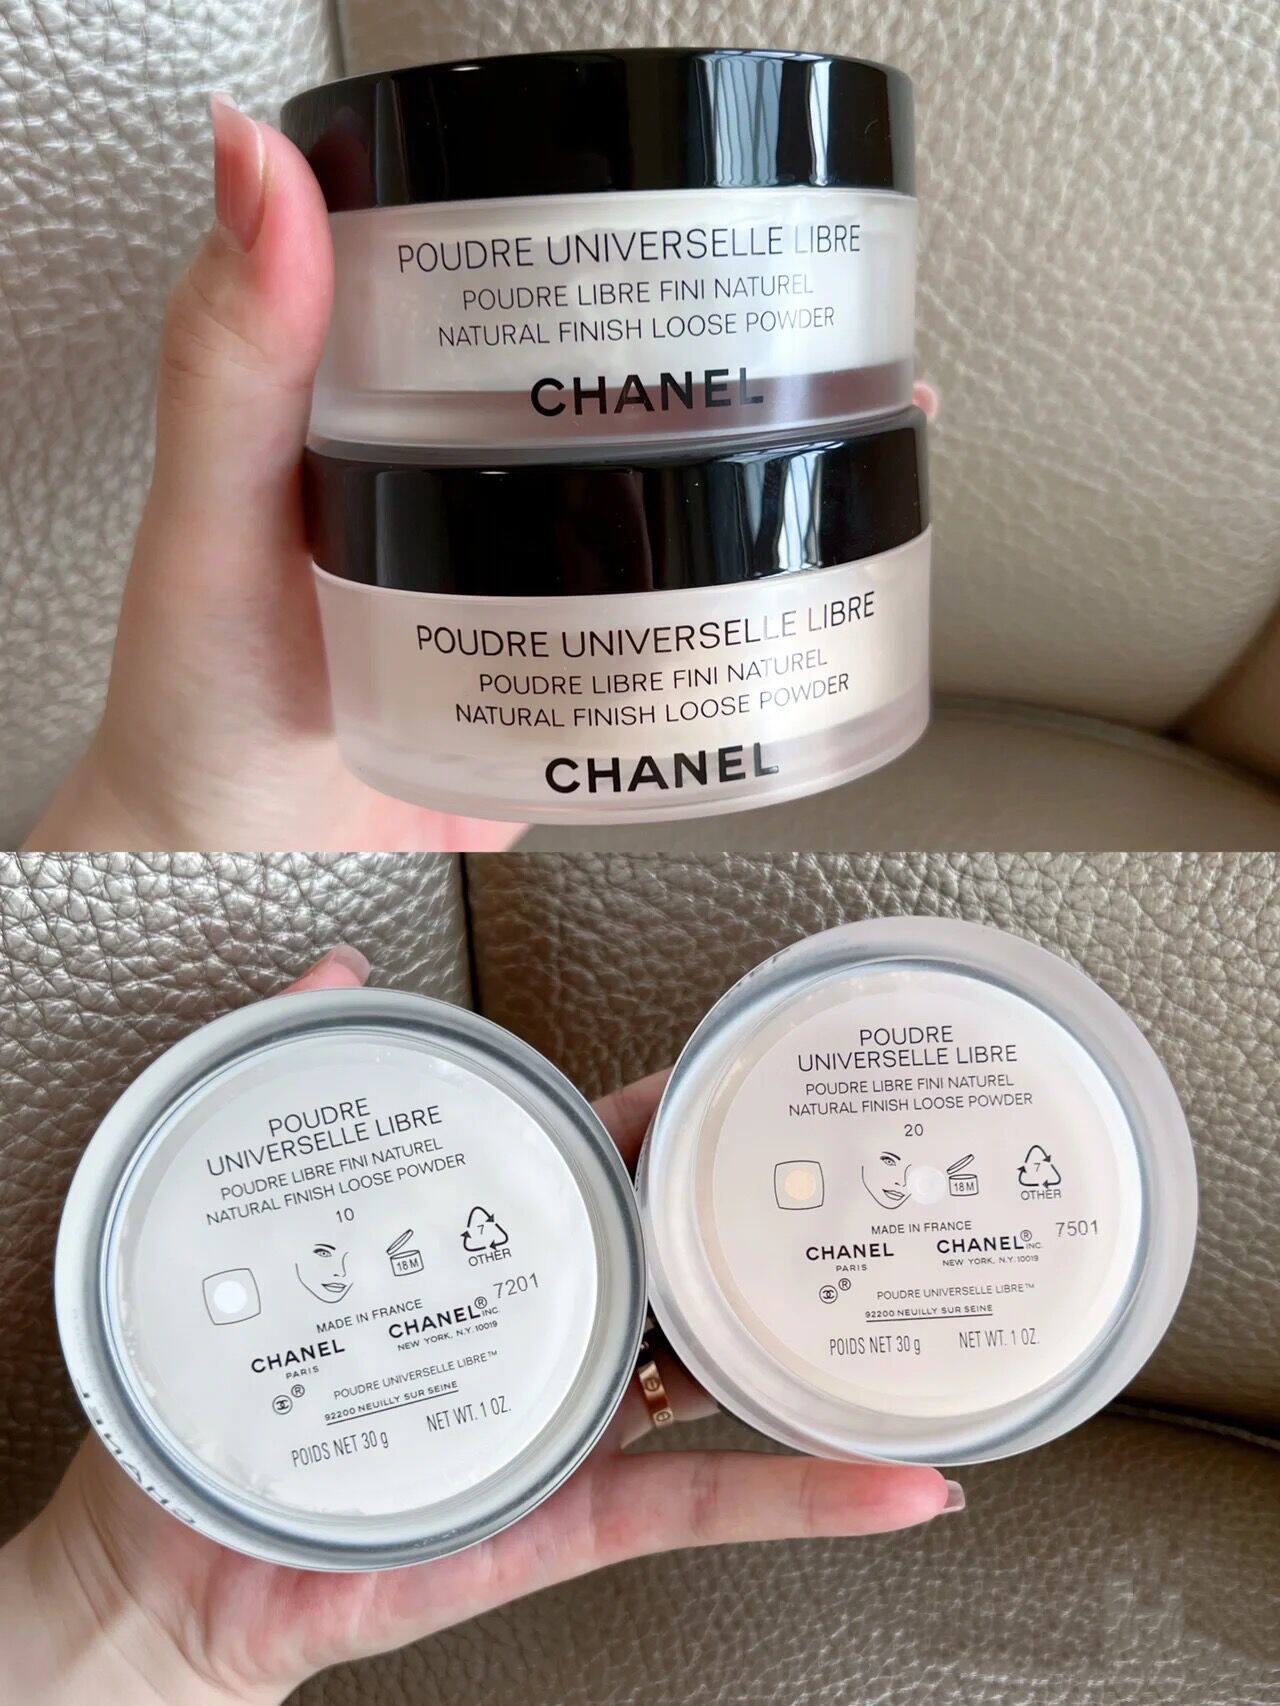 POUDRE UNIVERSELLE LIBRE
POUDRE LIBRE FINI NATUREL
NATURAL FINISH LOOSE POWDER
CHANEL
POUDRE UNIVERSELLE LIBRE
POUDRE LIBRE FINI NATUREL
NATURAL FINISH LOOSE POWDER
CHANEL
POUDRE
UNIVERSELLE LIBRE
POUDRE LIBRE FINI NATUREL
NATURAL FINISH LOOSE POWDER
10
18M
7
OTHER
MADE IN FRANCE
CHANEL
PARIS
CHANEL® INC.
NEW YORK, N.Y. 10019
7201
®
POUDRE UNIVERSELLE LIBRE™
92200 NEUILLY SUR SEINE
POIDS NET 30 g
NET WT. 1 OZ.
POUDRE
UNIVERSELLE LIBRE
POUDRE LIBRE FINI NATUREL
NATURAL FINISH LOOSE POWDER
20
18M
7
OTHER
MADE IN FRANCE
CHANEL
PARIS
CHANEL® INC.
NEW YORK, N.Y. 10019
7501
®
POUDRE UNIVERSELLE LIBRE™
92200 NEUILLY SUR SEINE
POIDS NET 30 g
NET WT. 1 OZ.